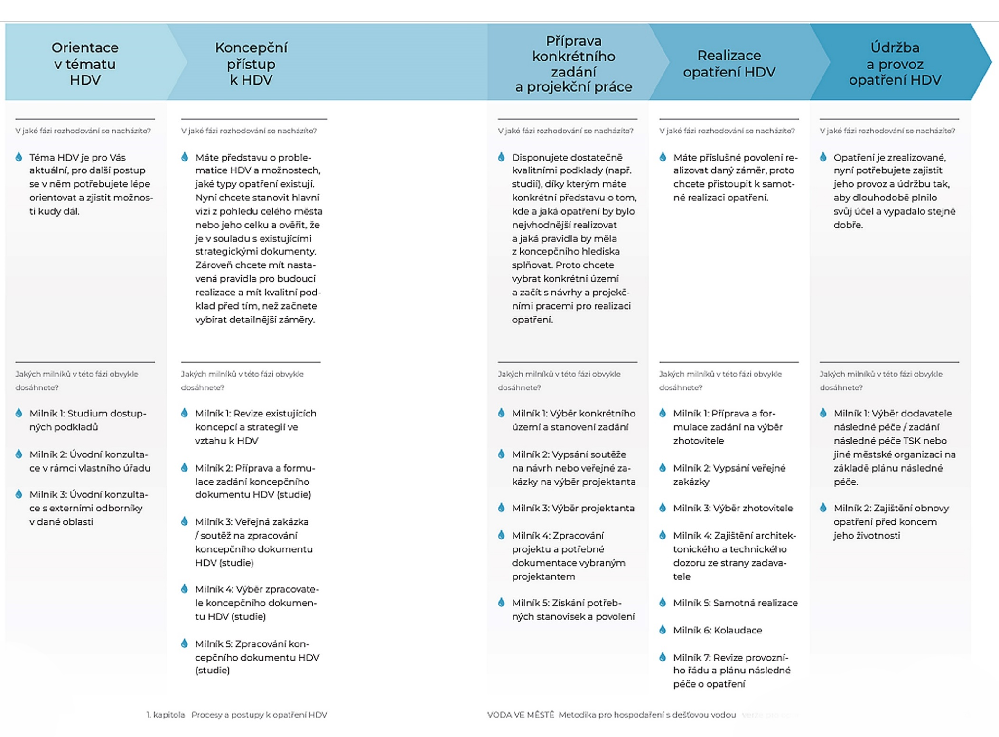 Orientace
v tématu
HDV
Koncepční
přístup
k HDV
Příprava
konkrétního
zadání
a projekční práce
Realizace
opatření HDV
Údržba
a provoz
opatření HDV
V jaké fázi rozhodování se nacházíte?
Téma HDV je pro Vás
aktuální, pro další postup
se v něm potřebujete lépe
orientovat a zjistit možnos-
ti kudy dál.
Jakých milníků v této fázi obvykle
dosáhnete?
Milník 1: Studium dostup-
ných podkladů
Milník 2: Úvodní konzulta-
ce v rámci vlastního úřadu
Milník 3: Úvodní konzulta-
ce s externími odborníky
v dané oblasti
V jaké fázi rozhodování se nacházíte?
Máte představu o proble-
matice HDV a možnostech,
jaké typy opatření existují.
Nyní chcete stanovit hlavní
vizi z pohledu celého města
nebo jeho celku a ověřit, že
je v souladu s existujícími
strategickými dokumenty.
Zároveň chcete mít nasta-
vená pravidla pro budoucí
realizace a mít kvalitní pod-
klad před tím, než začnete
vybírat detailnější záměry.
Jakých milníků v této fázi obvykle
dosáhnete?
Milník 1: Revize existujících
koncepcí a strategií ve
vztahu k HDV
Milník 2: Příprava a formu-
lace zadání koncepčního
dokumentu HDV (studie)
Milník 3: Veřejná zakázka
/ soutěž na zpracování
koncepčního dokumentu
HDV (studie)
Milník 4: Výběr zpracovate-
le koncepčního dokumen-
tu HDV (studie)
Milník 5: Zpracování kon-
cepčního dokumentu HDV
(studie)
V jaké fázi rozhodování se nacházíte?
Disponujete dostatečně
kvalitními podklady (např.
studií), díky kterým máte
konkrétní představu o tom,
kde a jaká opatření by bylo
nejvhodnější realizovat
a jaká pravidla by měla
z koncepčního hlediska
splňovat. Proto chcete
vybrat konkrétní území
a začít s návrhy a projekč-
ními pracemi pro realizaci
opatření.
Jakých milníků v této fázi obvykle
dosáhnete?
Milník 1: Výběr konkrétního
území a stanovení zadání
Milník 2: Vypsání soutěže
na návrh nebo veřejné za-
kázky na výběr projektanta
Milník 3: Výběr projektanta
Milník 4: Zpracování
projektu a potřebné
dokumentace vybraným
projektantem
Milník 5: Získání potřeb-
ných stanovisek a povolení
V jaké fázi rozhodování se nacházíte?
Máte příslušné povolení re-
alizovat daný záměr, proto
chcete přistoupit k samot-
né realizaci opatření.
Jakých milníků v této fázi obvykle
dosáhnete?
Milník 1: Příprava a for-
mulace zadání na výběr
zhotovitele
Milník 2: Vypsání veřejné
zakázky
Milník 3: Výběr zhotovitele
Milník 4: Zajištění architek-
tonického a technického
dozoru ze strany zadava-
tele
Milník 5: Samotná realizace
Milník 6: Kolaudace
Milník 7: Revize provozní-
ho řádu a plánu následné
péče o opatření
V jaké fázi rozhodování se nacházíte?
Opatření je zrealizované,
nyní potřebujete zajistit
jeho provoz a údržbu tak,
aby dlouhodobě plnilo
svůj účel a vypadalo stejně
dobře.
Jakých milníků v této fázi obvykle
dosáhnete?
Milník 1: Výběr dodavatele
následné péče / zadání
následné péče TSK nebo
jiné městské organizaci na
základě plánu následné
péče.
Milník 2: Zajištění obnovy
opatření před koncem
jeho životnosti
1. kapitola Procesy a postupy k opatření HDV
VODA VE MĚSTĚ Metodika pro hospodaření s dešťovou vodou verze pro